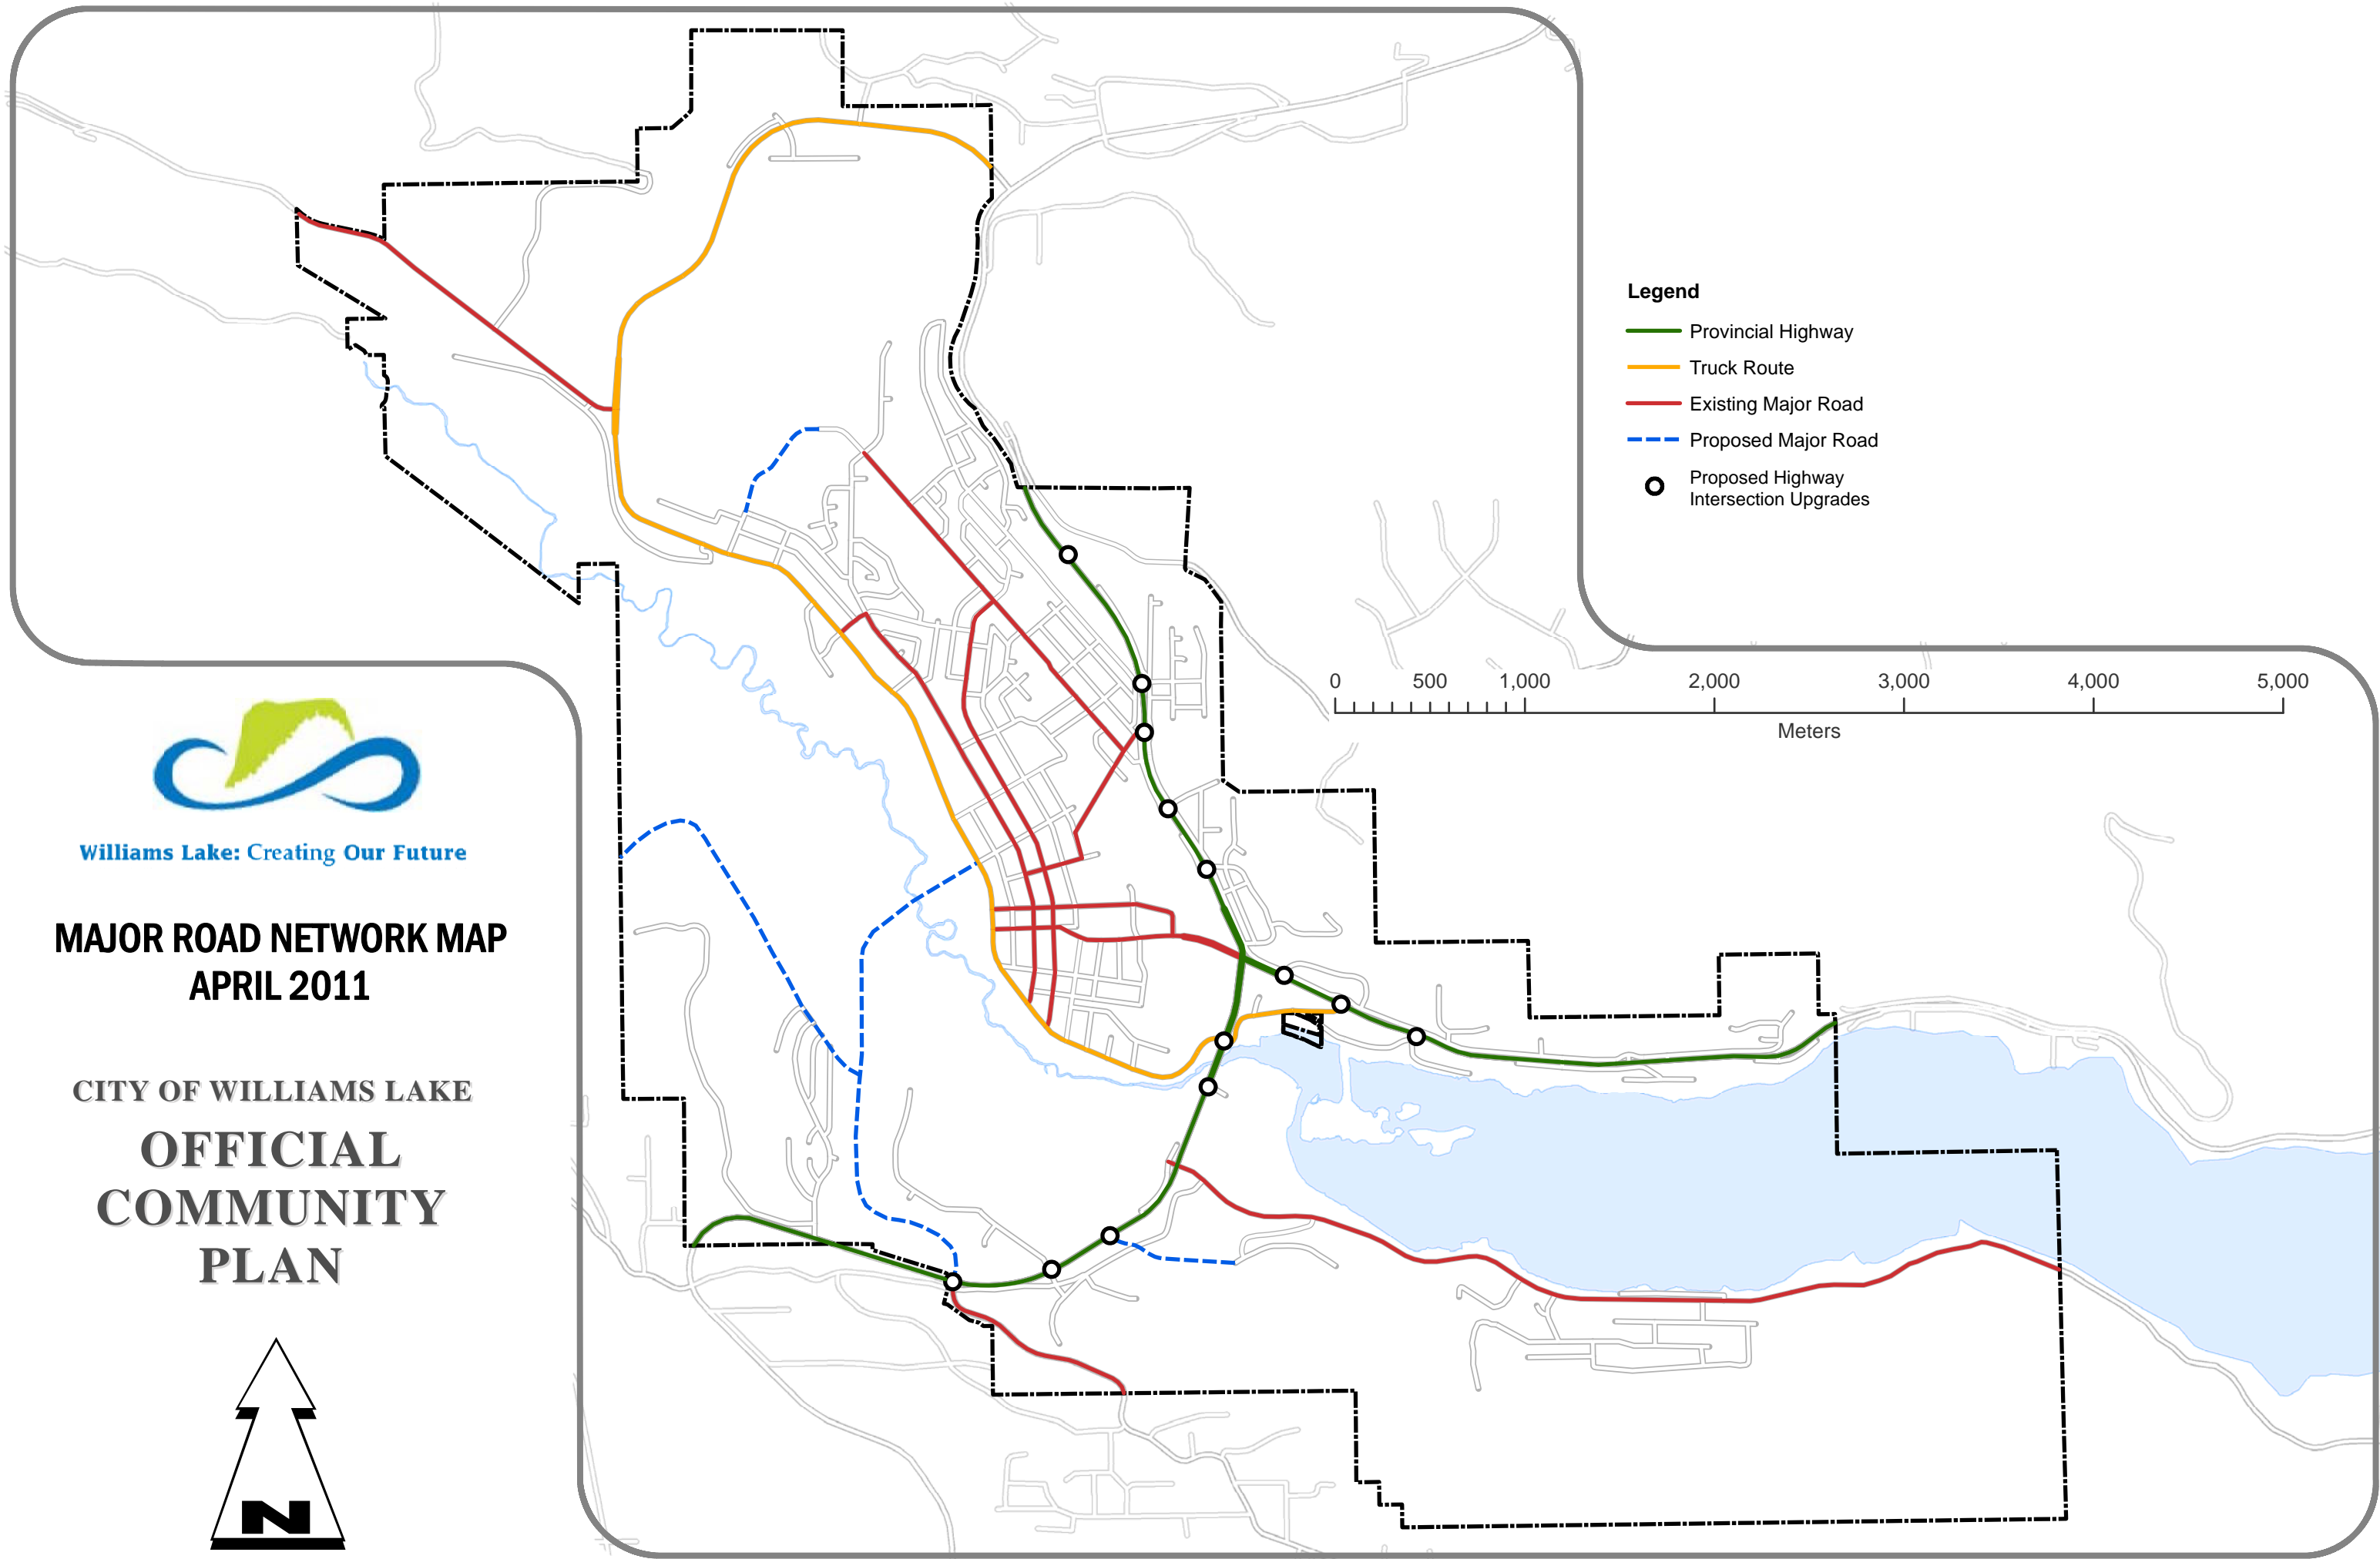 Legend
Provincial Highway
Truck Route
Existing Major Road
Proposed Major Road
Proposed Highway
Intersection Upgrades
0 500 1,000 2,000 3,000 4,000 5,000
Meters
Williams Lake: Creating Our Future
MAJOR ROAD NETWORK MAP
APRIL 2011
CITY OF WILLIAMS LAKE
OFFICIAL
COMMUNITY
PLAN
N